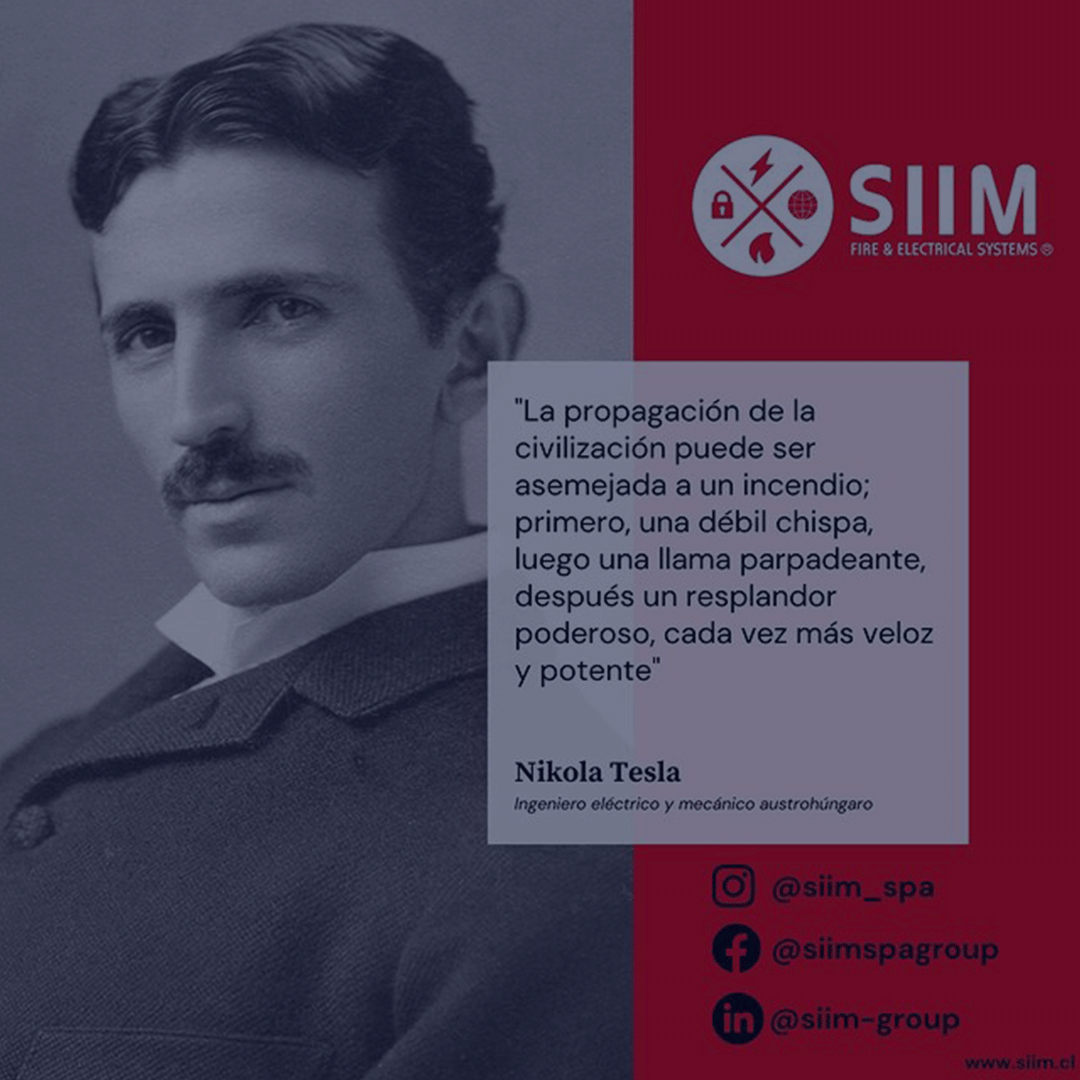 SIIM
FIRE & ELECTRICAL SYSTEMS ®
"La propagación de la
civilización puede ser
asemejada a un incendio;
primero, una débil chispa,
luego una llama parpadeante,
después un resplandor
poderoso, cada vez más veloz
y potente"
Nikola Tesla
Ingeniero eléctrico y mecánico austrohúngaro
@siim_spa
@siimspagroup
in @siim-group
www.siim.cl